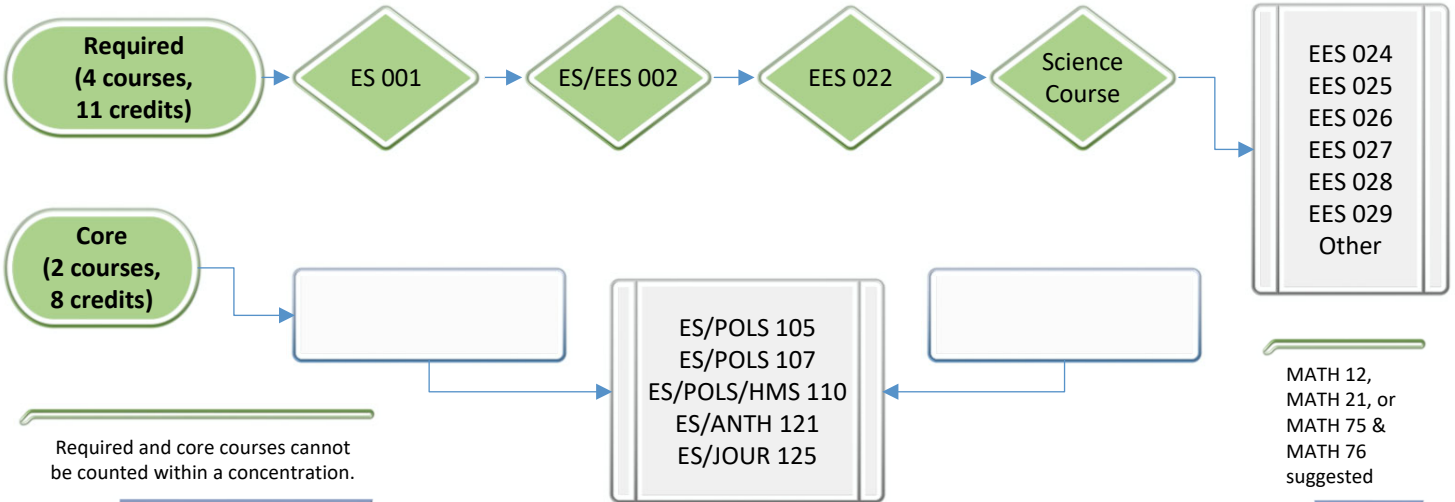 Required
(4 courses,
11 credits)
ES 001
ES/EES 002
EES 022
Science
Course
EES 024
EES 025
EES 026
EES 027
EES 028
EES 029
Other
Core
(2 courses,
8 credits)
ES/POLS 105
ES/POLS 107
ES/POLS/HMS 110
ES/ANTH 121
ES/JOUR 125
MATH 12,
MATH 21, or
MATH 75 &
MATH 76
suggested
Required and core courses cannot
be counted within a concentration.